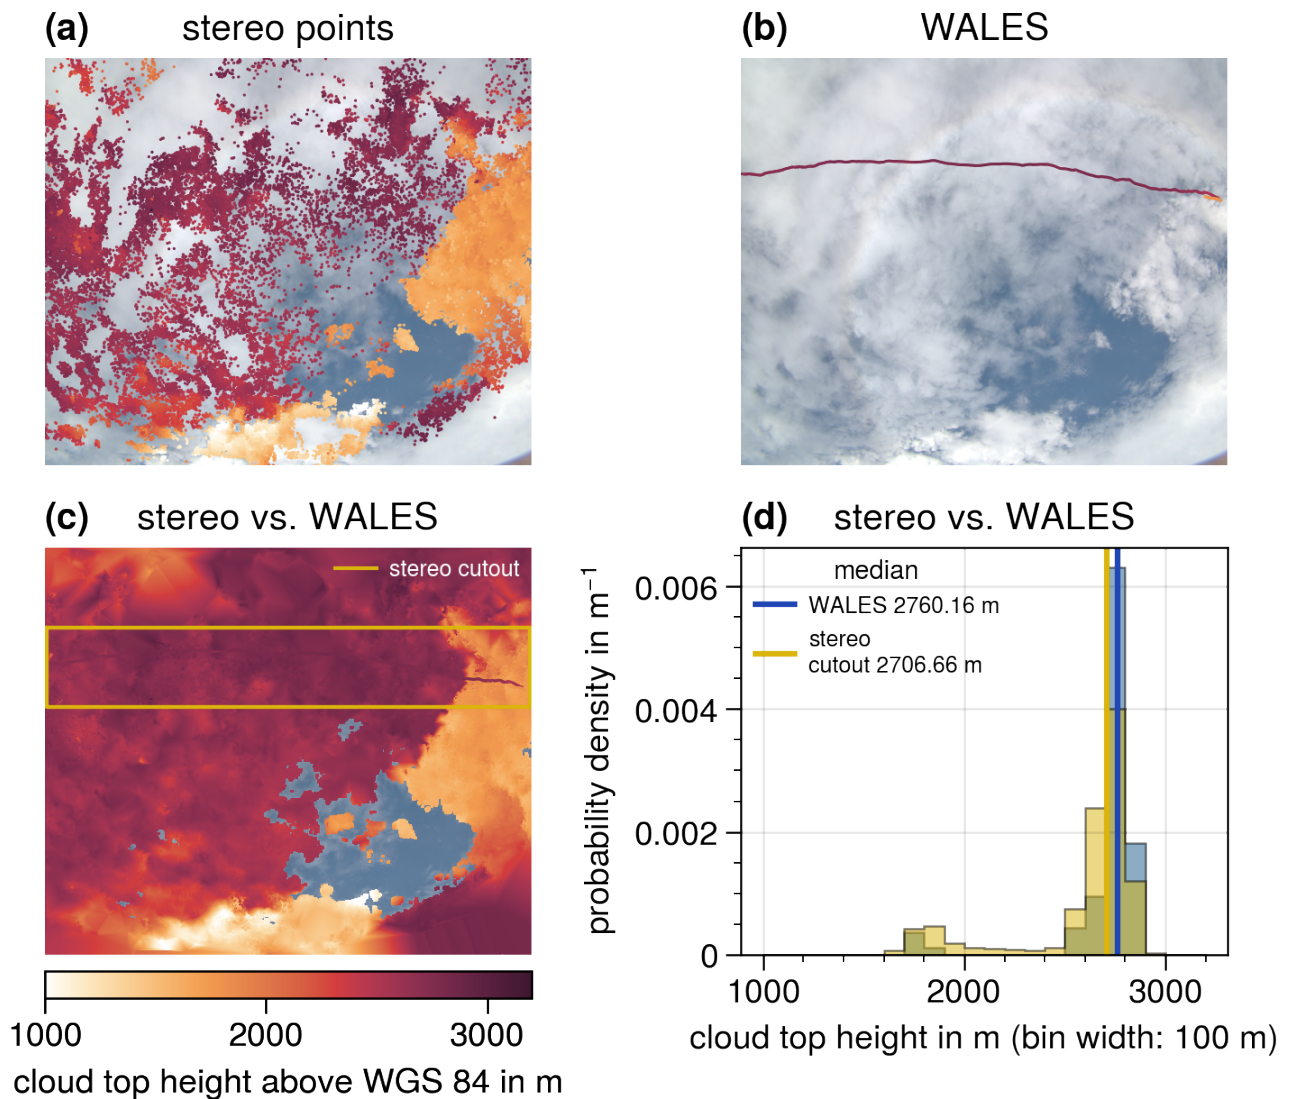 (a) stereo points
(b) WALES
(c) stereo vs. WALES
stereo cutout
1000 2000 3000
cloud top height above WGS 84 in m
(d) stereo vs. WALES
median
WALES 2760.16 m
stereo
cutout 2706.66 m
probability density in m⁻¹
0.006
0.004
0.002
0
1000 2000 3000
cloud top height in m (bin width: 100 m)